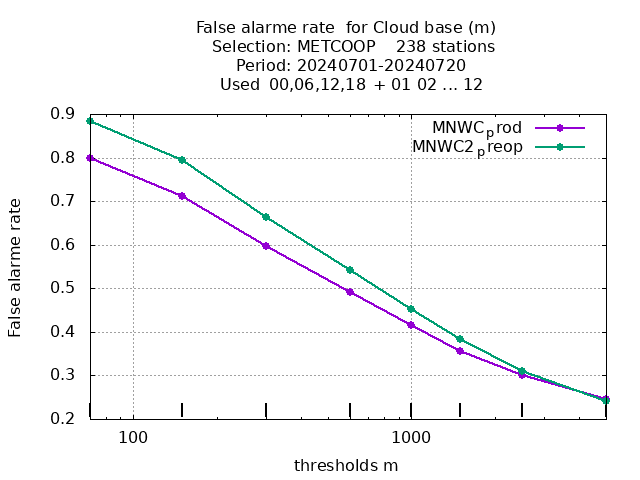 False alarme rate for Cloud base (m)
Selection: METCOOP 238 stations
Period: 20240701-20240720
Used 00,06,12,18 + 01 02 ... 12
MNWCprod
MNWC2preop
0.9
0.8
0.7
0.6
0.5
0.4
0.3
0.2
False alarme rate
100 1000
thresholds m